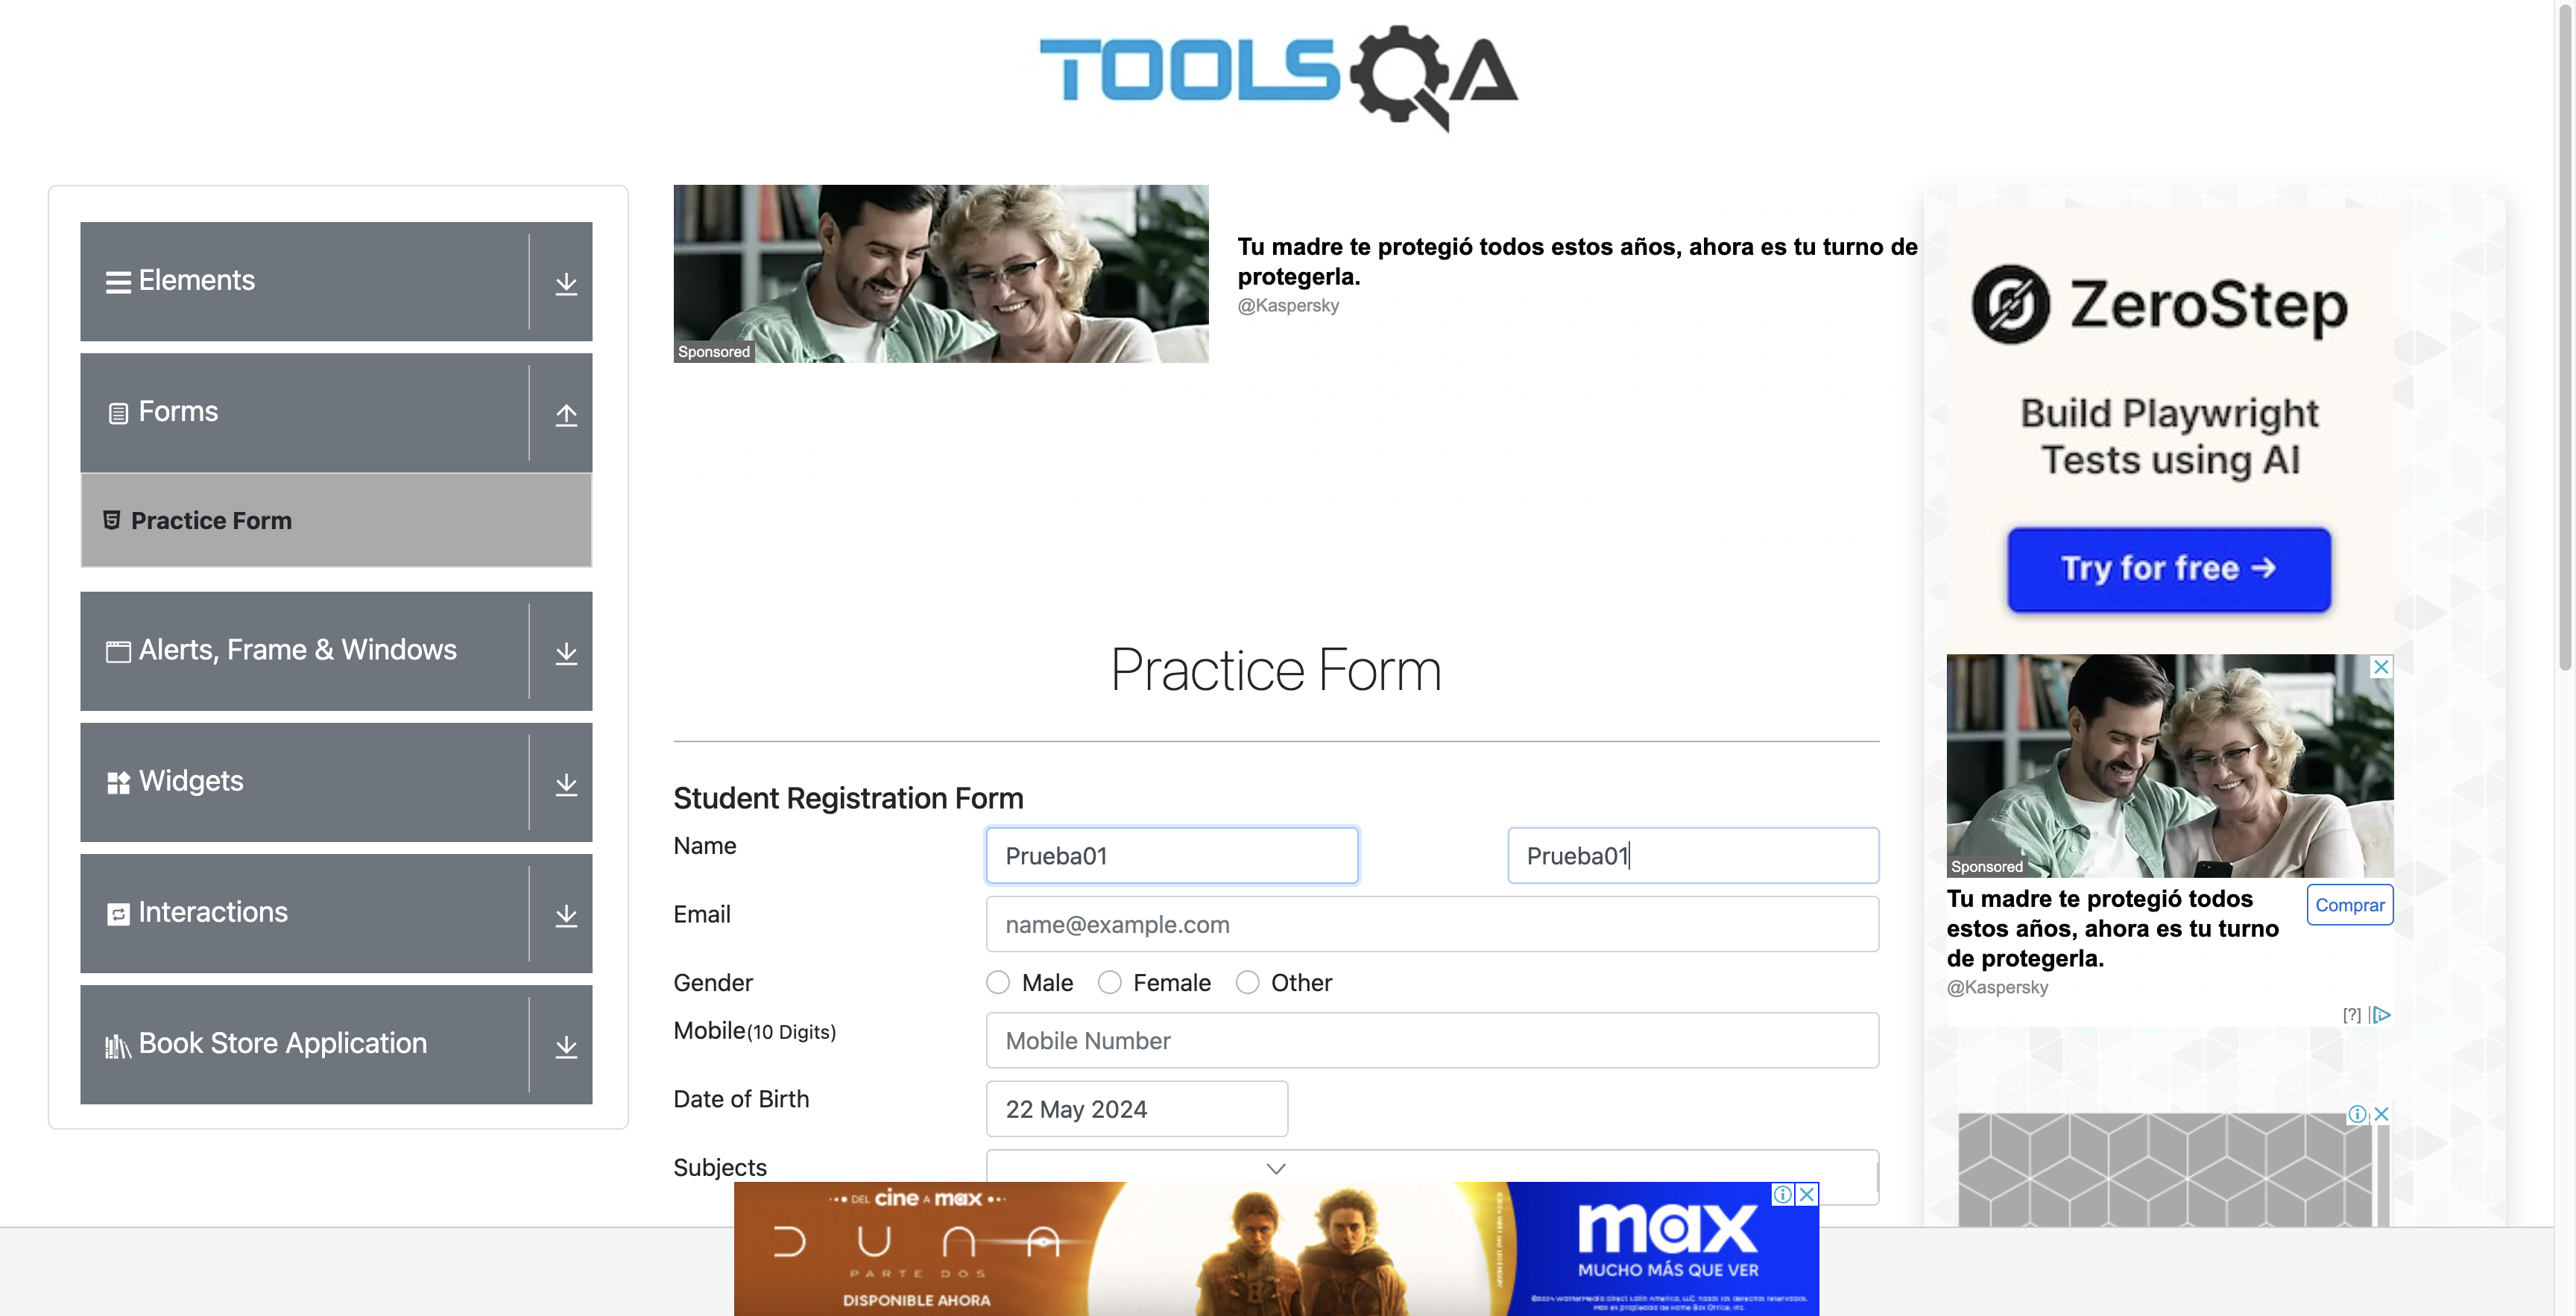 TOOLSQA
Elements
Forms
Practice Form
Alerts, Frame & Windows
Widgets
Interactions
Book Store Application
Sponsored
Tu madre te protegió todos estos años, ahora es tu turno de
protegerla.
@Kaspersky
Practice Form
Student Registration Form
Name
Prueba01
Prueba01
Email
name@example.com
Gender
Male
Female
Other
Mobile(10 Digits)
Mobile Number
Date of Birth
22 May 2024
Subjects
ZeroStep
Build Playwright
Tests using AI
Try for free →
Sponsored
Tu madre te protegió todos
estos años, ahora es tu turno
de protegerla.
Comprar
@Kaspersky
[?]
DEL cine A max
DUNA
PARTE DOS
DISPONIBLE AHORA
max
MUCHO MÁS QUE VER